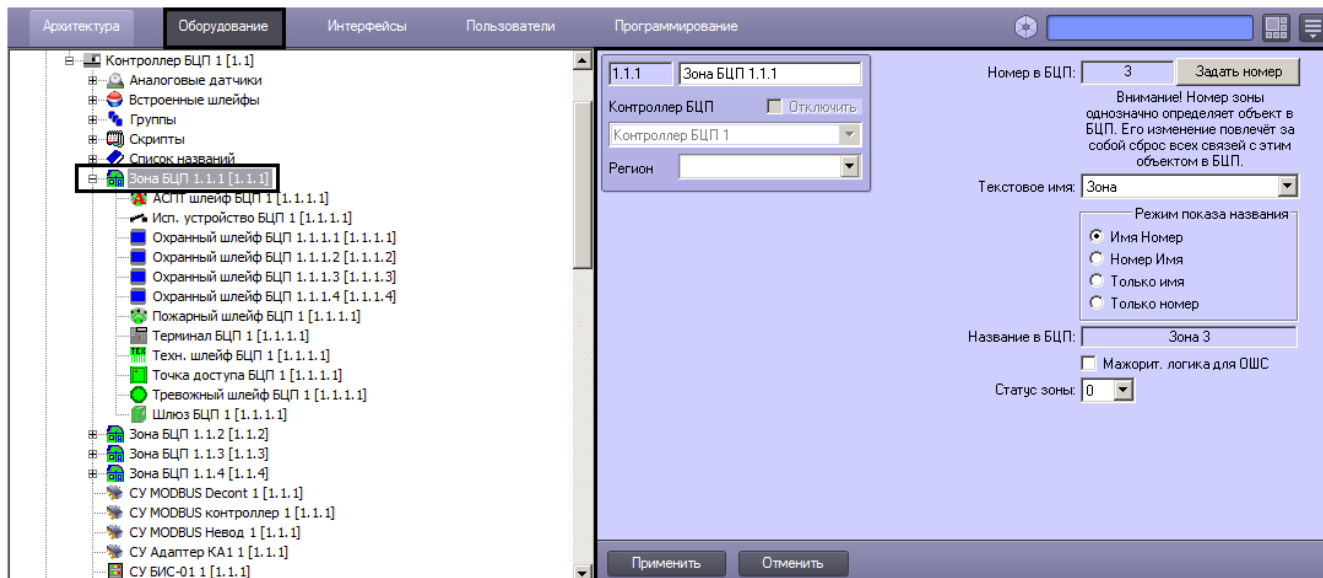 Архитектура Оборудование Интерфейсы Пользователи Программирование
Контроллер БЦП 1 [1.1]
Аналоговые датчики
Встроенные шлейфы
Группы
Скрипты
Список названий
Зона БЦП 1.1.1 [1.1.1]
АСПТ шлейф БЦП 1 [1.1.1.1]
Исп. устройство БЦП 1 [1.1.1.1]
Охранный шлейф БЦП 1.1.1.1 [1.1.1.1]
Охранный шлейф БЦП 1.1.1.2 [1.1.1.2]
Охранный шлейф БЦП 1.1.1.3 [1.1.1.3]
Охранный шлейф БЦП 1.1.1.4 [1.1.1.4]
Пожарный шлейф БЦП 1 [1.1.1.1]
Терминал БЦП 1 [1.1.1.1]
Техн. шлейф БЦП 1 [1.1.1.1]
Точка доступа БЦП 1 [1.1.1.1]
Тревожный шлейф БЦП 1 [1.1.1.1]
Шлюз БЦП 1 [1.1.1.1]
Зона БЦП 1.1.2 [1.1.2]
Зона БЦП 1.1.3 [1.1.3]
Зона БЦП 1.1.4 [1.1.4]
СУ MODBUS Decont 1 [1.1.1]
СУ MODBUS контроллер 1 [1.1.1]
СУ MODBUS Невод 1 [1.1.1]
СУ Адаптер КА1 1 [1.1.1]
СУ БИС-01 1 [1.1.1]
1.1.1 Зона БЦП 1.1.1
Контроллер БЦП Отключить
Контроллер БЦП 1
Регион
Номер в БЦП: 3 Задать номер
Внимание! Номер зоны
однозначно определяет объект в
БЦП. Его изменение повлечёт за
собой сброс всех связей с этим
объектом в БЦП.
Текстовое имя: Зона
Режим показа названия
Имя Номер
Номер Имя
Только имя
Только номер
Название в БЦП: Зона 3
Мажорит. логика для ОШС
Статус зоны: 0
Применить Отменить